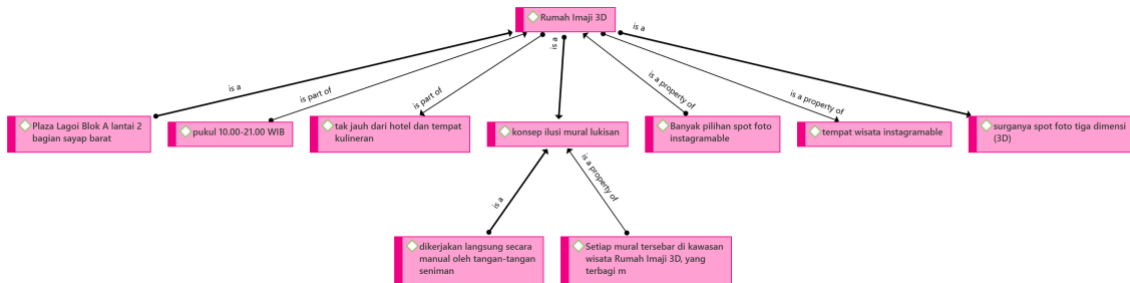 Rumah Imaji 3D
is a
is part of
is part of
is a
is a property of
is a property of
is a
Plaza Lagoi Blok A lantai 2
bagian sayap barat
pukul 10.00-21.00 WIB
tak jauh dari hotel dan tempat
kulineran
konsep ilusi mural lukisan
Banyak pilihan spot foto
instagramable
tempat wisata instagramable
surganya spot foto tiga dimensi
(3D)
is a
is a property of
dikerjakan langsung secara
manual oleh tangan-tangan
seniman
Setiap mural tersebar di kawasan
wisata Rumah Imaji 3D, yang
terbagi m